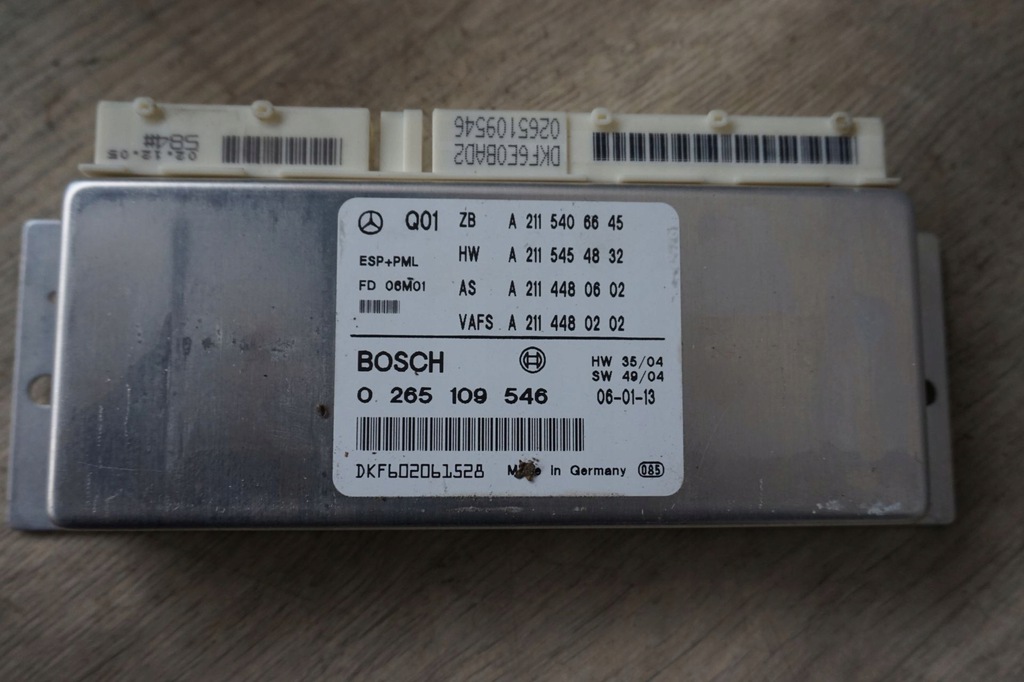 02.12.05
584#
DKF6E0BAD2
0265109546
Q01 ZB A 211 540 66 45
ESP+PML HW A 211 545 48 32
FD 06M01 AS A 211 448 06 02
VAFS A 211 448 02 02
BOSCH HW 35/04
SW 49/04
0 265 109 546 06-01-13
DKF602061528 Made in Germany 085